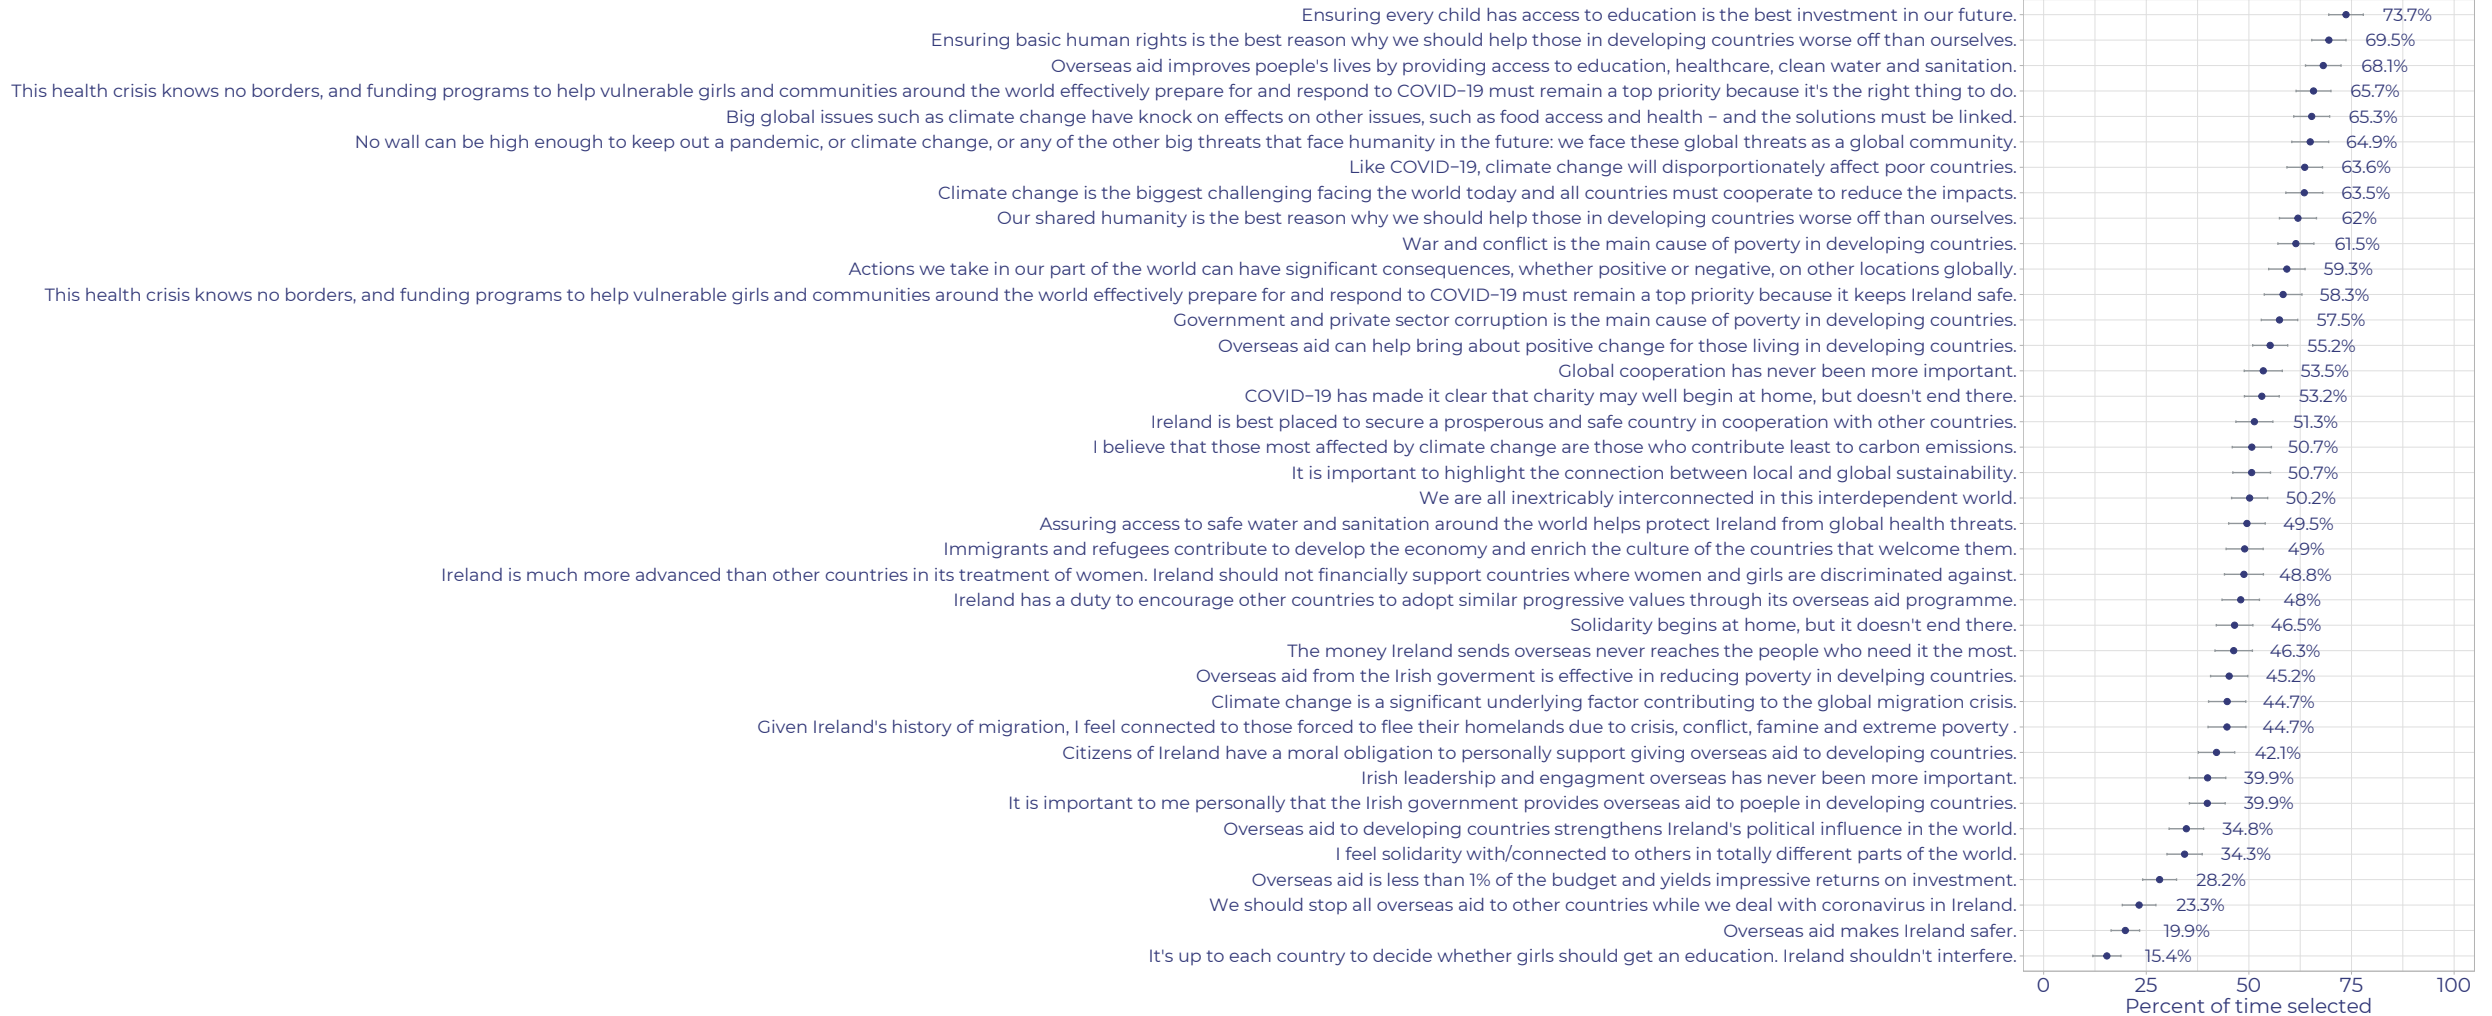 Ensuring every child has access to education is the best investment in our future. 73.7%
Ensuring basic human rights is the best reason why we should help those in developing countries worse off than ourselves. 69.5%
Overseas aid improves poeple's lives by providing access to education, healthcare, clean water and sanitation. 68.1%
This health crisis knows no borders, and funding programs to help vulnerable girls and communities around the world effectively prepare for and respond to COVID−19 must remain a top priority because it's the right thing to do. 65.7%
Big global issues such as climate change have knock on effects on other issues, such as food access and health − and the solutions must be linked. 65.3%
No wall can be high enough to keep out a pandemic, or climate change, or any of the other big threats that face humanity in the future: we face these global threats as a global community. 64.9%
Like COVID−19, climate change will disporportionately affect poor countries. 63.6%
Climate change is the biggest challenging facing the world today and all countries must cooperate to reduce the impacts. 63.5%
Our shared humanity is the best reason why we should help those in developing countries worse off than ourselves. 62%
War and conflict is the main cause of poverty in developing countries. 61.5%
Actions we take in our part of the world can have significant consequences, whether positive or negative, on other locations globally. 59.3%
This health crisis knows no borders, and funding programs to help vulnerable girls and communities around the world effectively prepare for and respond to COVID−19 must remain a top priority because it keeps Ireland safe. 58.3%
Government and private sector corruption is the main cause of poverty in developing countries. 57.5%
Overseas aid can help bring about positive change for those living in developing countries. 55.2%
Global cooperation has never been more important. 53.5%
COVID−19 has made it clear that charity may well begin at home, but doesn't end there. 53.2%
Ireland is best placed to secure a prosperous and safe country in cooperation with other countries. 51.3%
I believe that those most affected by climate change are those who contribute least to carbon emissions. 50.7%
It is important to highlight the connection between local and global sustainability. 50.7%
We are all inextricably interconnected in this interdependent world. 50.2%
Assuring access to safe water and sanitation around the world helps protect Ireland from global health threats. 49.5%
Immigrants and refugees contribute to develop the economy and enrich the culture of the countries that welcome them. 49%
Ireland is much more advanced than other countries in its treatment of women. Ireland should not financially support countries where women and girls are discriminated against. 48.8%
Ireland has a duty to encourage other countries to adopt similar progressive values through its overseas aid programme. 48%
Solidarity begins at home, but it doesn't end there. 46.5%
The money Ireland sends overseas never reaches the people who need it the most. 46.3%
Overseas aid from the Irish goverment is effective in reducing poverty in develping countries. 45.2%
Climate change is a significant underlying factor contributing to the global migration crisis. 44.7%
Given Ireland's history of migration, I feel connected to those forced to flee their homelands due to crisis, conflict, famine and extreme poverty . 44.7%
Citizens of Ireland have a moral obligation to personally support giving overseas aid to developing countries. 42.1%
Irish leadership and engagment overseas has never been more important. 39.9%
It is important to me personally that the Irish government provides overseas aid to poeple in developing countries. 39.9%
Overseas aid to developing countries strengthens Ireland's political influence in the world. 34.8%
I feel solidarity with/connected to others in totally different parts of the world. 34.3%
Overseas aid is less than 1% of the budget and yields impressive returns on investment. 28.2%
We should stop all overseas aid to other countries while we deal with coronavirus in Ireland. 23.3%
Overseas aid makes Ireland safer. 19.9%
It's up to each country to decide whether girls should get an education. Ireland shouldn't interfere. 15.4%
0 25 50 75 100
Percent of time selected